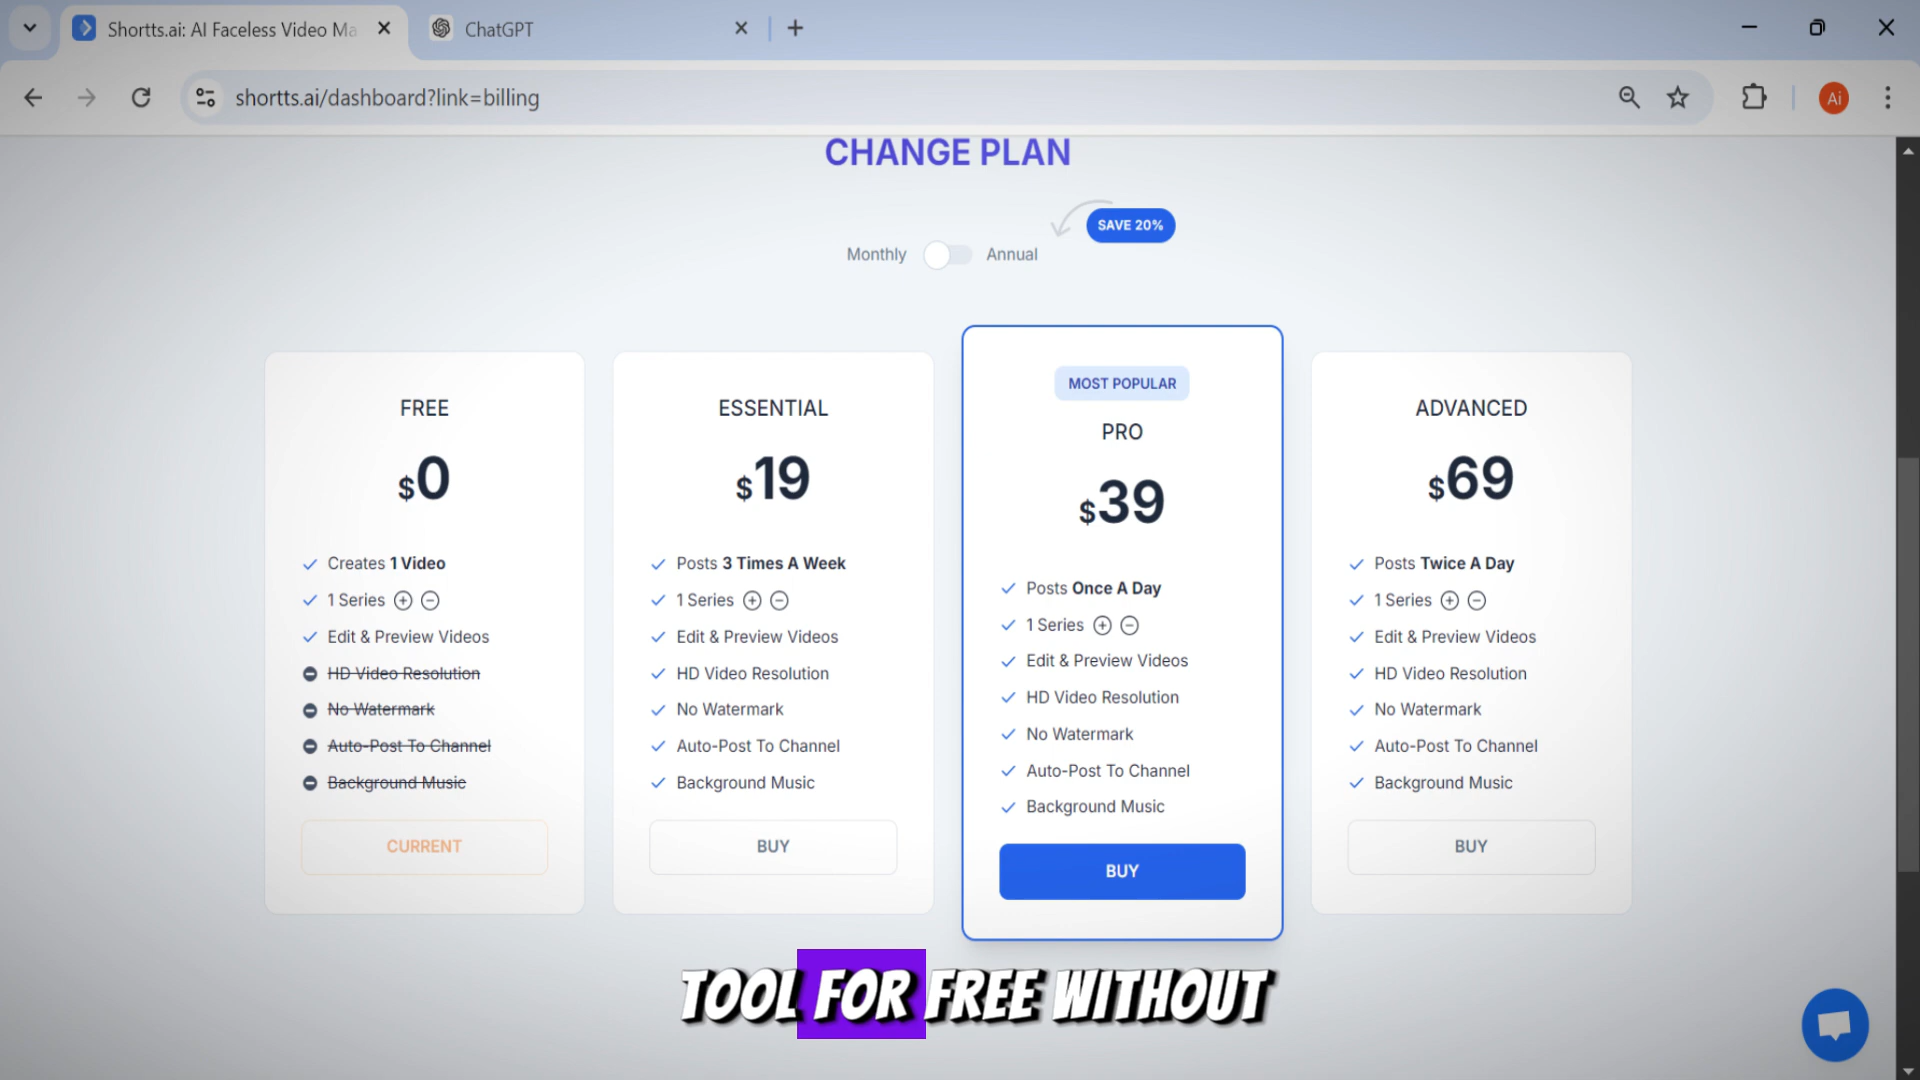 Shortts.ai: AI Faceless Video Ma
ChatGPT
shortts.ai/dashboard?link=billing
Ai
CHANGE PLAN
SAVE 20%
Monthly
Annual
FREE
$0
Creates 1 Video
1 Series
Edit & Preview Videos
HD Video Resolution
No Watermark
Auto-Post To Channel
Background Music
CURRENT
ESSENTIAL
$19
Posts 3 Times A Week
1 Series
Edit & Preview Videos
HD Video Resolution
No Watermark
Auto-Post To Channel
Background Music
BUY
MOST POPULAR
PRO
$39
Posts Once A Day
1 Series
Edit & Preview Videos
HD Video Resolution
No Watermark
Auto-Post To Channel
Background Music
BUY
ADVANCED
$69
Posts Twice A Day
1 Series
Edit & Preview Videos
HD Video Resolution
No Watermark
Auto-Post To Channel
Background Music
BUY
TOOL FOR FREE WITHOUT